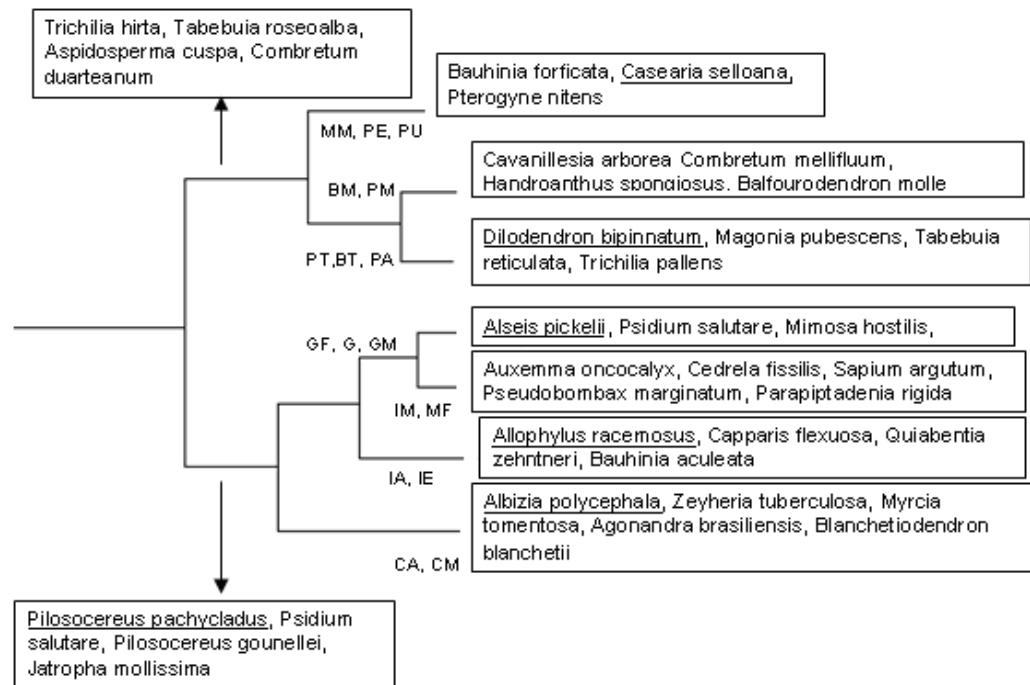 Trichilia hirta, Tabebuia roseoalba,
Aspidosperma cuspa, Combretum
duarteanum
Bauhinia forficata, Casearia selloana,
Pterogyne nitens
MM, PE, PU
Cavanillesia arborea Combretum mellifluum,
Handroanthus spongiosus. Balfourodendron molle
BM, PM
Dilodendron bipinnatum, Magonia pubescens, Tabebuia
reticulata, Trichilia pallens
PT,BT, PA
Alseis pickelii, Psidium salutare, Mimosa hostilis,
GF, G, GM
Auxemma oncocalyx, Cedrela fissilis, Sapium argutum,
Pseudobombax marginatum, Parapiptadenia rigida
IM, MF
Allophylus racemosus, Capparis flexuosa, Quiabentia
zehntneri, Bauhinia aculeata
IA, IE
Albizia polycephala, Zeyheria tuberculosa, Myrcia
tomentosa, Agonandra brasiliensis, Blanchetiodendron
blanchetii
CA, CM
Pilosocereus pachycladus, Psidium
salutare, Pilosocereus gounellei,
Jatropha mollissima